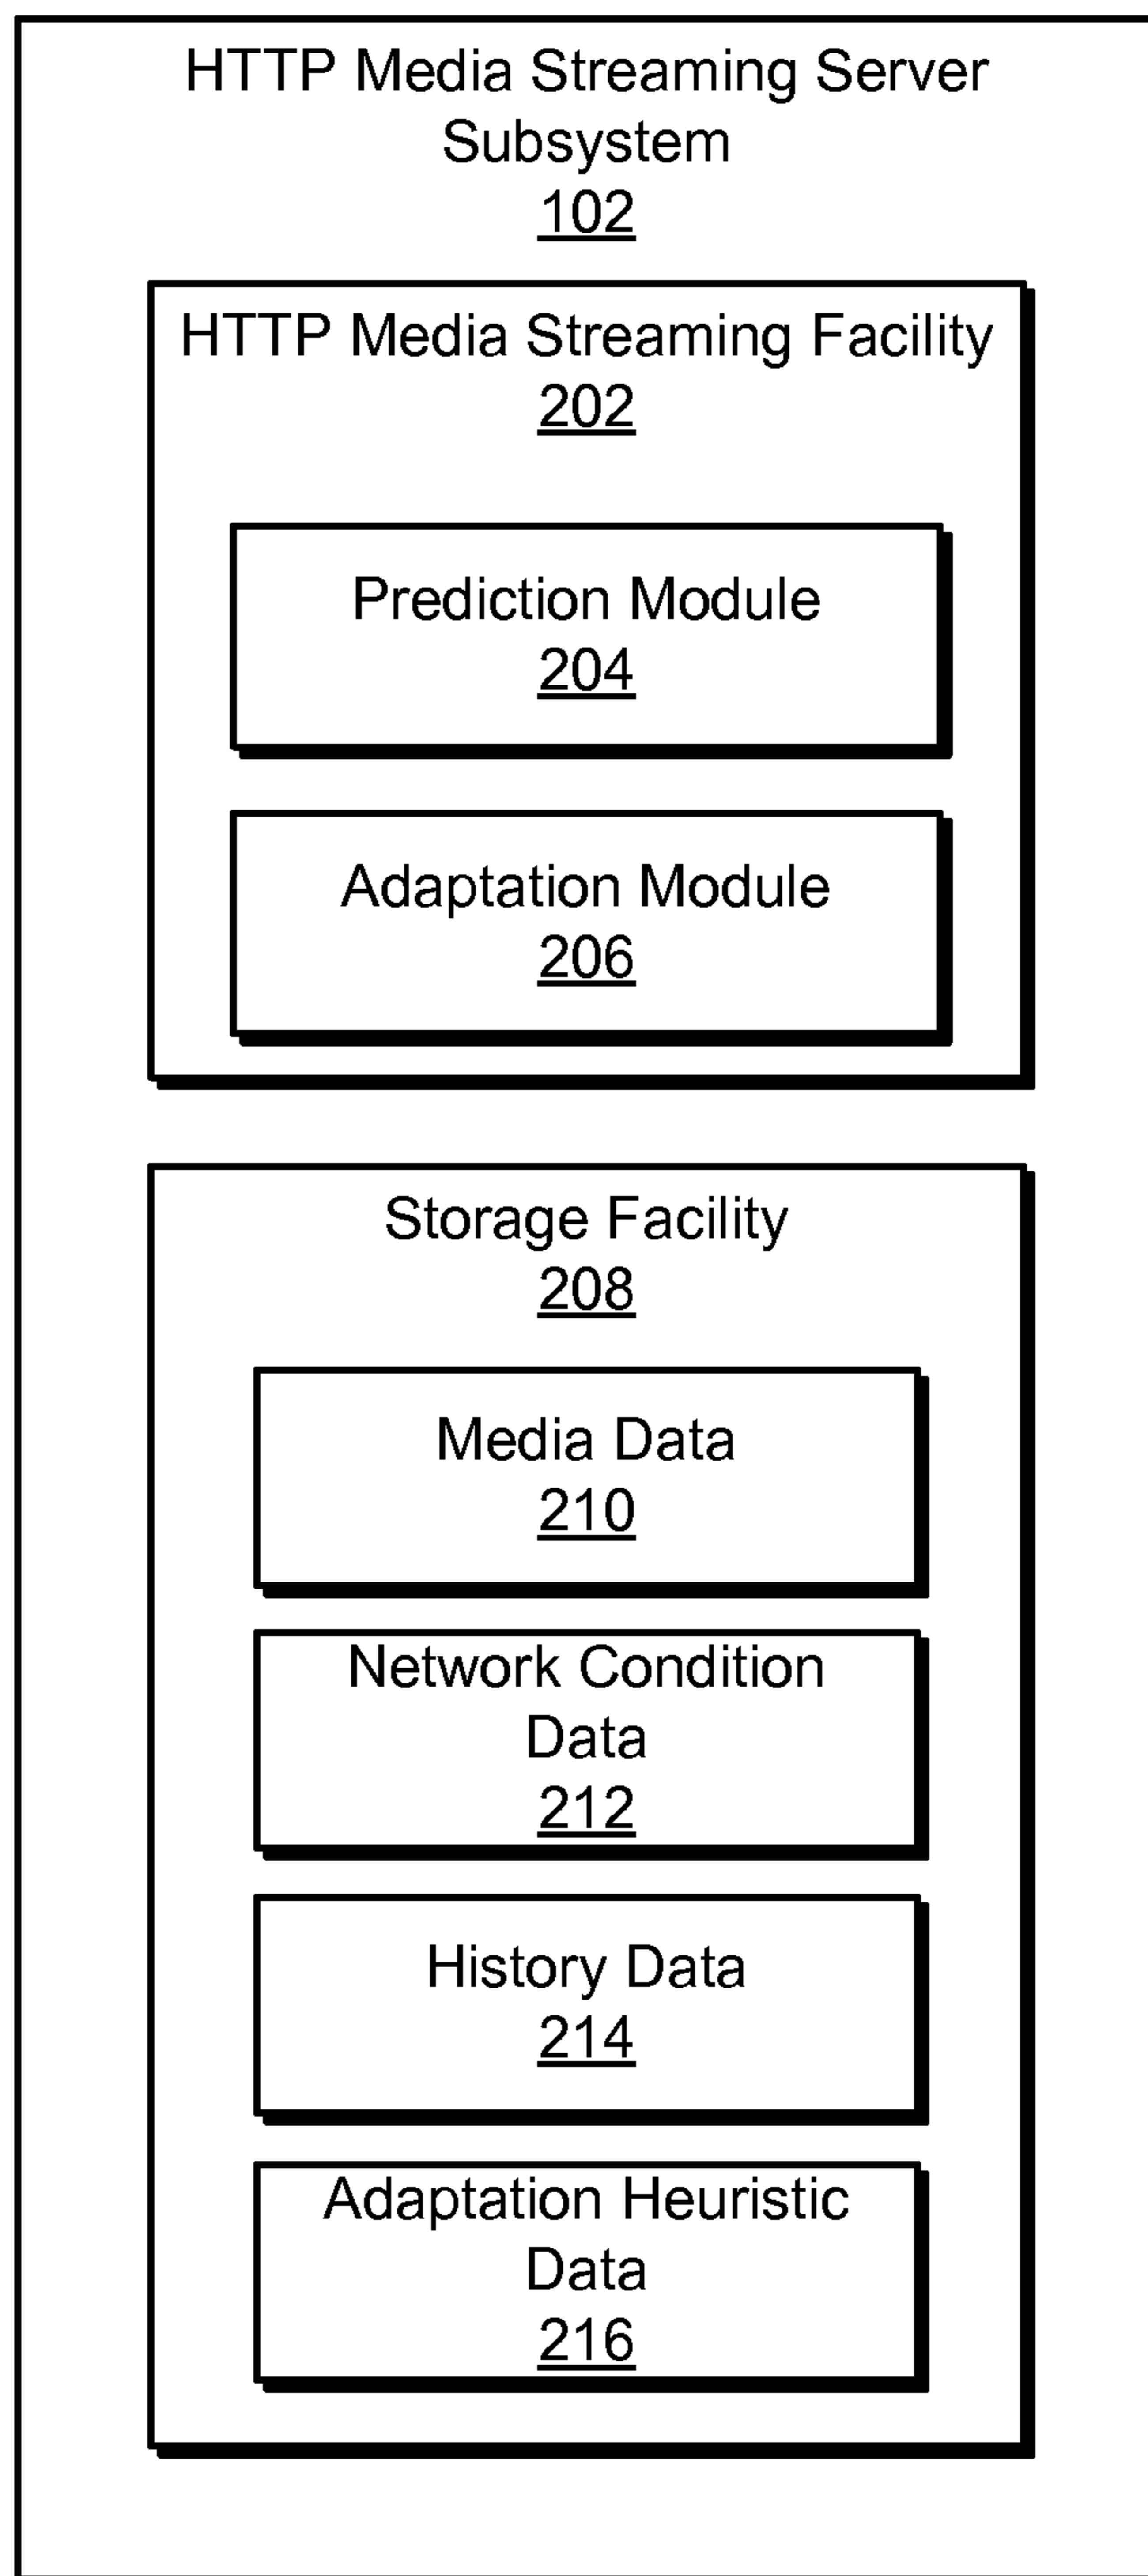 HTTP Media Streaming Server
Subsystem
102
HTTP Media Streaming Facility
202
Prediction Module
204
Adaptation Module
206
Storage Facility
208
Media Data
210
Network Condition
Data
212
History Data
214
Adaptation Heuristic
Data
216